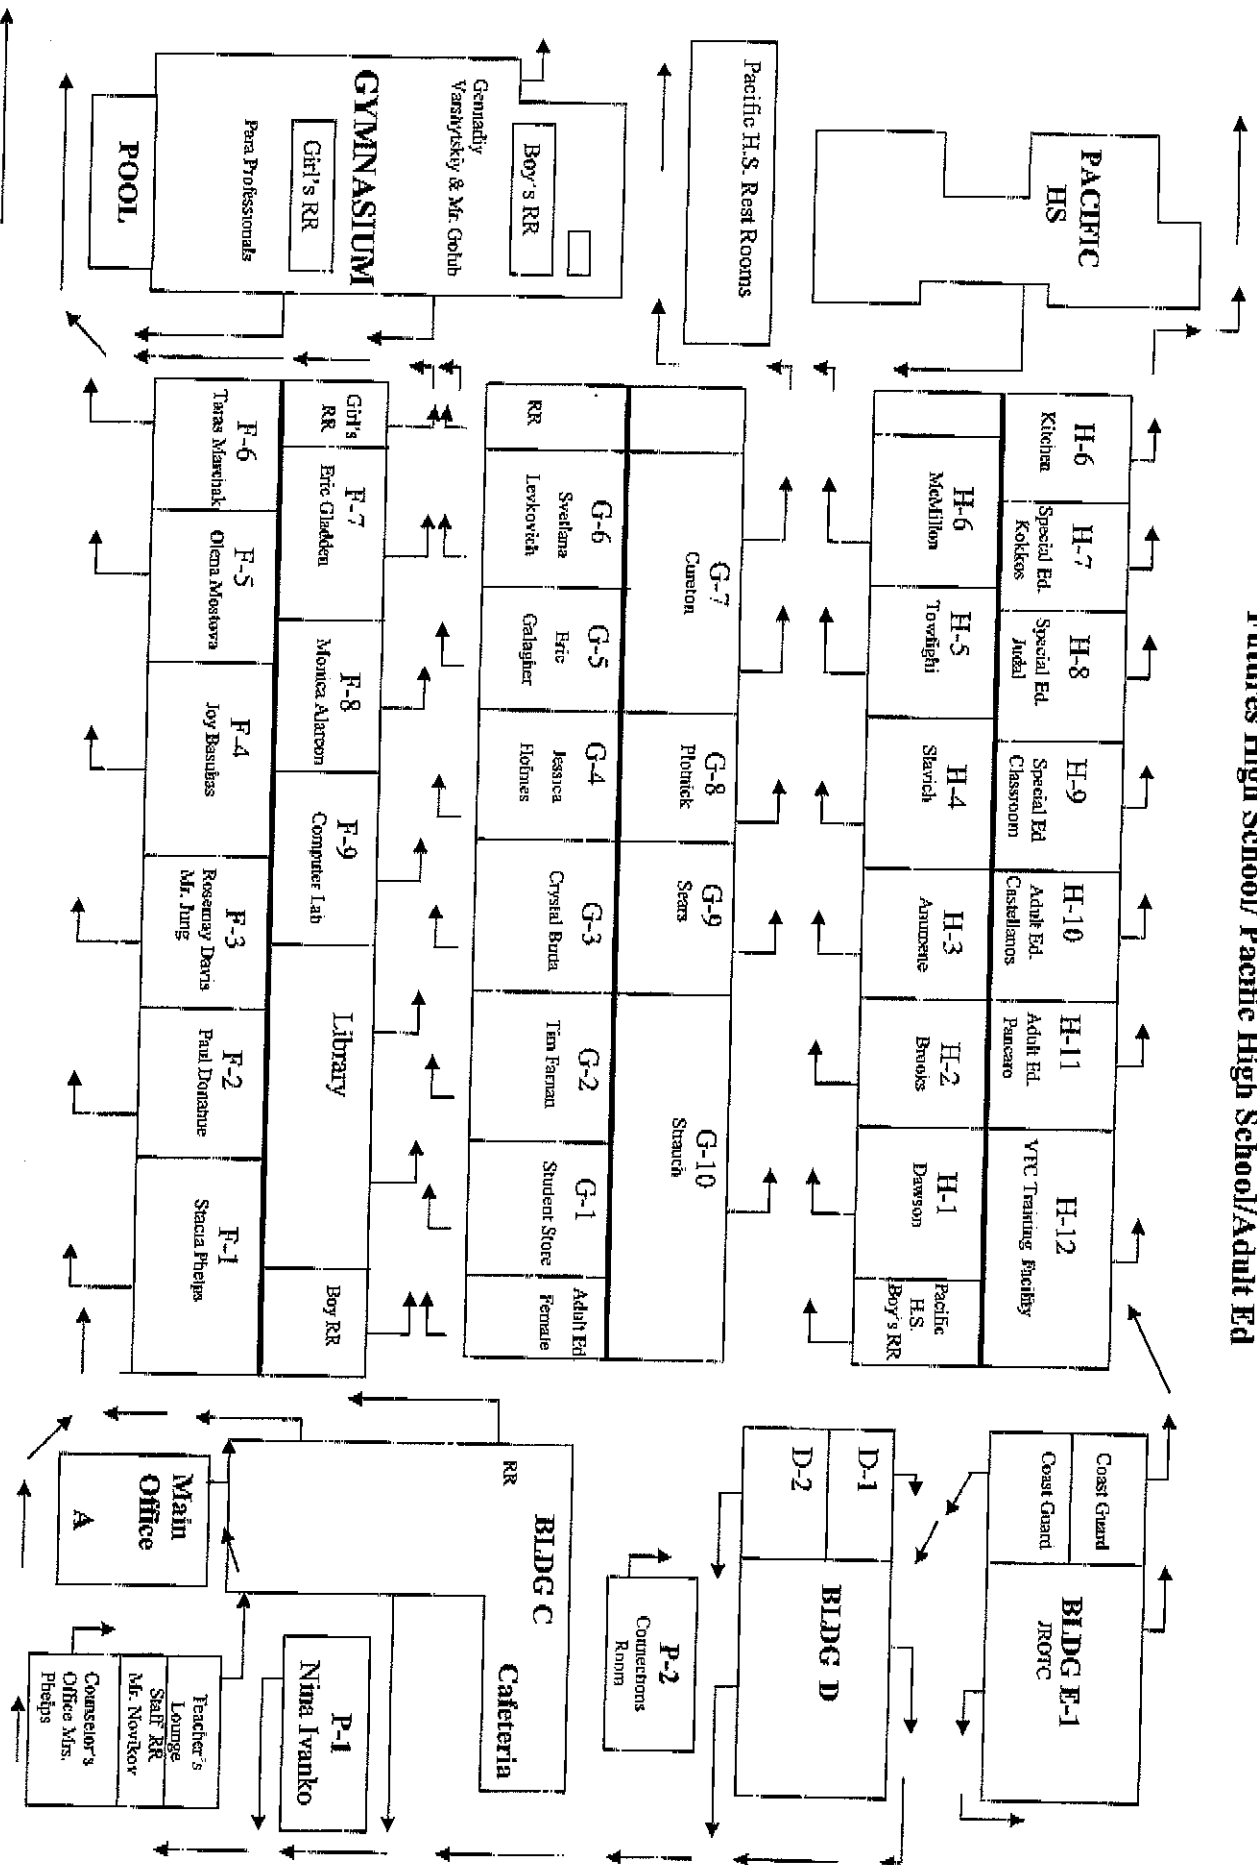 Futures High School/ Pacific High School/Adult Ed
PACIFIC
HS
Pacific H.S. Rest Rooms
Boy's RR
Gennadiy
Varshytskiy & Mr. Golub
GYMNASIUM
Girl's RR
Para Professionals
POOL
H-6
Kitchen
H-7
Special Ed.
Kokkos
H-8
Special Ed.
Judal
H-9
Special Ed
Classroom
H-10
Adult Ed.
Castellanos
H-11
Adult Ed.
Pancaro
H-12
VTC Training Facility
H-6
McMillon
H-5
Towfighi
H-4
Slavich
H-3
Anumene
H-2
Brooks
H-1
Dawson
Pacific
H.S.
Boy's RR
G-7
Cureton
G-8
Plotnick
G-9
Sears
G-10
Strauch
RR
G-6
Svetlana
Levkovich
G-5
Eric
Galagher
G-4
Jessica
Holmes
G-3
Crystal Buda
G-2
Tim Farnan
G-1
Student Store
Adult Ed
Female
Girl's
RR
F-7
Eric Gladden
F-8
Monica Alarcon
F-9
Computer Lab
Library
Boy RR
F-6
Taras Marchak
F-5
Olena Mostova
F-4
Joy Basubas
F-3
Rosemay Davis
Mr. Jung
F-2
Paul Donahue
F-1
Stacia Phelps
Coast Guard
Coast Guard
BLDG E-1
JROTC
D-1
D-2
BLDG D
P-2
Connections
Room
BLDG C
RR
Cafeteria
P-1
Nina Ivanko
Main
Office
A
Teacher's
Lounge
Staff RR
Mr. Novikov
Counselor's
Office Mrs.
Phelps